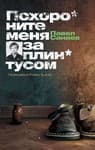 Павел
Санаев
Похоро*
ните
меня
за плин*
тусом